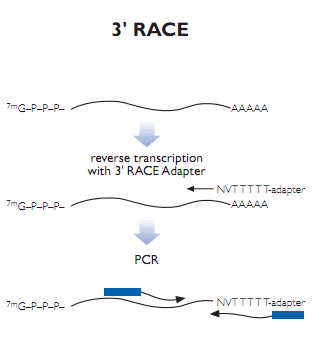 3' RACE
7mG–P–P–P– AAAAA
reverse transcription
with 3' RACE Adapter
NVTTTTT-adapter
7mG–P–P–P– AAAAA
PCR
7mG–P–P–P– NVTTTTT-adapter